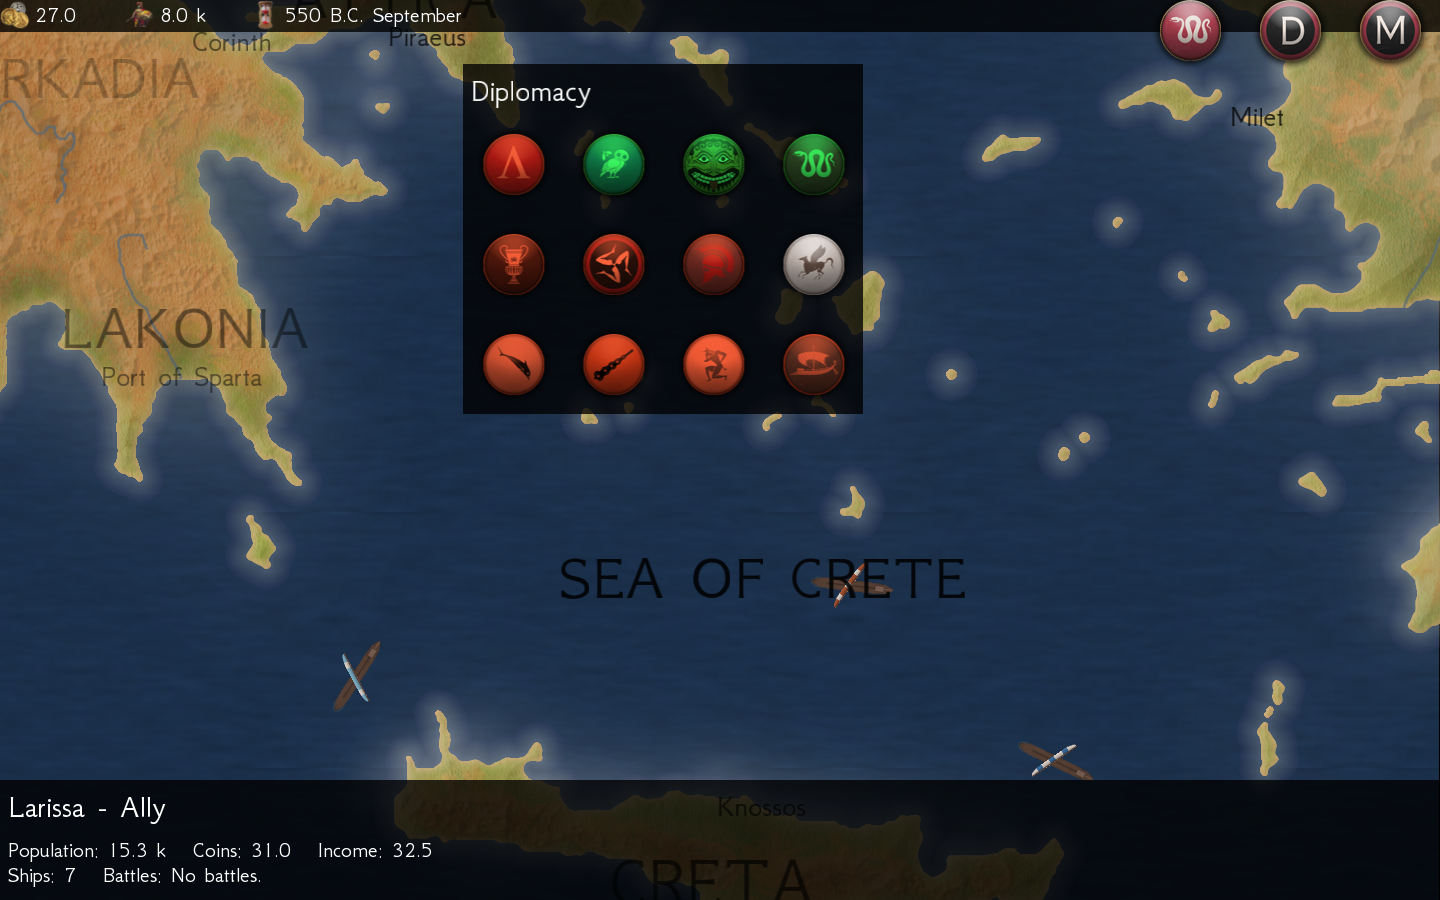 27.0 8.0 k 550 B.C. September
Corinth Piraeus
RKADIA
D M
Diplomacy
Milet
Λ
LAKONIA
Port of Sparta
SEA OF CRETE
Larissa - Ally
Knossos
Population: 15.3 k Coins: 31.0 Income: 32.5
Ships: 7 Battles: No battles.
CRETA